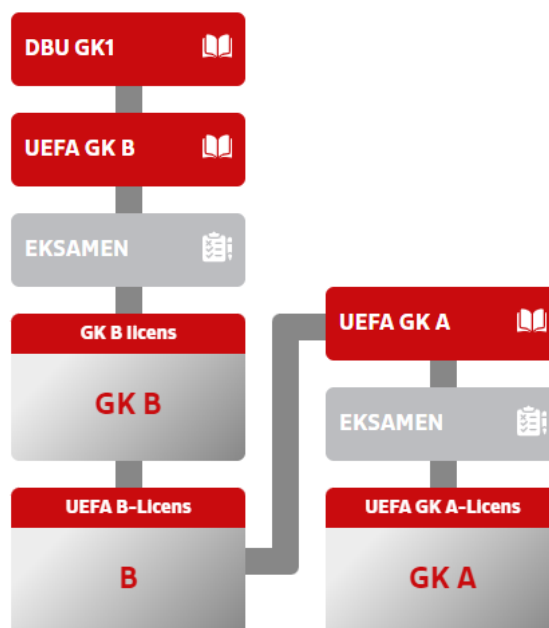 DBU GK1
UEFA GK B
EKSAMEN
GK B licens
GK B
UEFA B-Licens
B
UEFA GK A
EKSAMEN
UEFA GK A-Licens
GK A